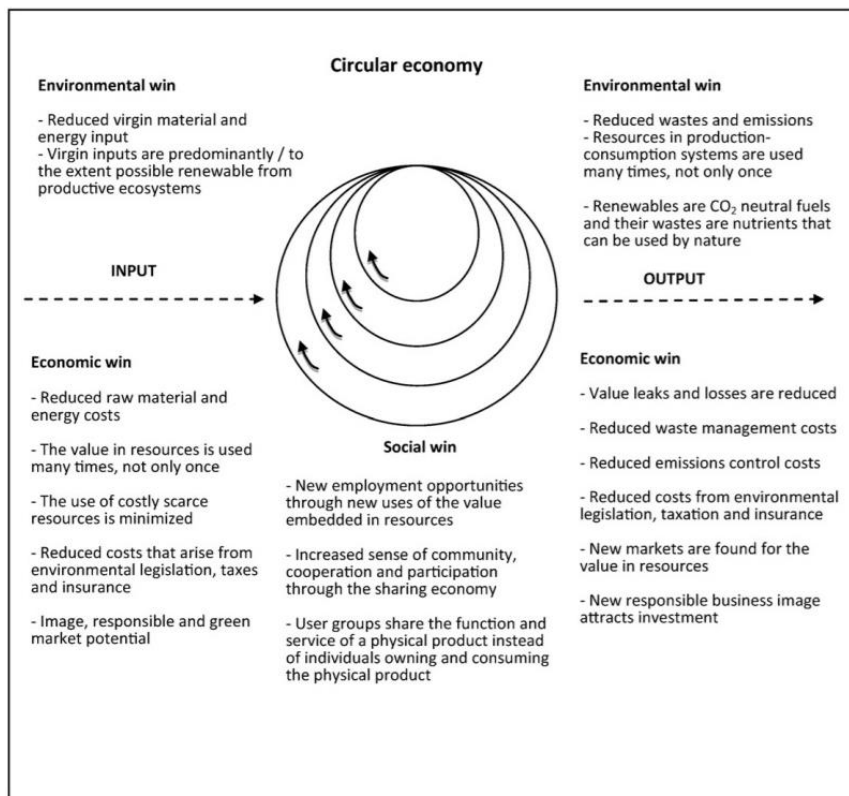 Circular economy
Environmental win
- Reduced virgin material and
energy input
- Virgin inputs are predominantly / to
the extent possible renewable from
productive ecosystems
INPUT
Economic win
- Reduced raw material and
energy costs
- The value in resources is used
many times, not only once
- The use of costly scarce
resources is minimized
- Reduced costs that arise from
environmental legislation, taxes
and insurance
- Image, responsible and green
market potential
Social win
- New employment opportunities
through new uses of the value
embedded in resources
- Increased sense of community,
cooperation and participation
through the sharing economy
- User groups share the function and
service of a physical product instead
of individuals owning and consuming
the physical product
Environmental win
- Reduced wastes and emissions
- Resources in production-
consumption systems are used
many times, not only once
- Renewables are CO₂ neutral fuels
and their wastes are nutrients that
can be used by nature
OUTPUT
Economic win
- Value leaks and losses are reduced
- Reduced waste management costs
- Reduced emissions control costs
- Reduced costs from environmental
legislation, taxation and insurance
- New markets are found for the
value in resources
- New responsible business image
attracts investment